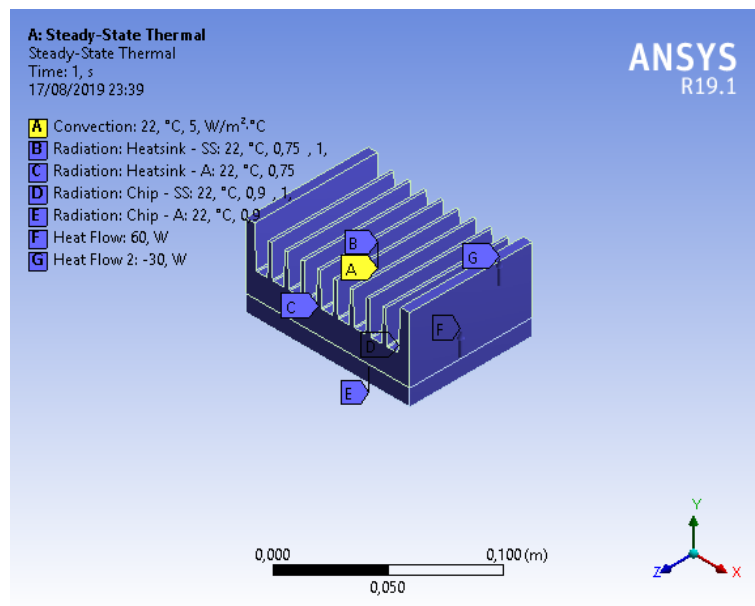 A: Steady-State Thermal
Steady-State Thermal
Time: 1, s
17/08/2019 23:39
ANSYS
R19.1
A Convection: 22, °C, 5, W/m²·°C
B Radiation: Heatsink - SS: 22, °C, 0,75 , 1,
C Radiation: Heatsink - A: 22, °C, 0,75
D Radiation: Chip - SS: 22, °C, 0,9 , 1,
E Radiation: Chip - A: 22, °C, 0,9
F Heat Flow: 60, W
G Heat Flow 2: -30, W
B
A
G
C
F
D
E
0,000
0,100 (m)
0,050
Y
Z
X